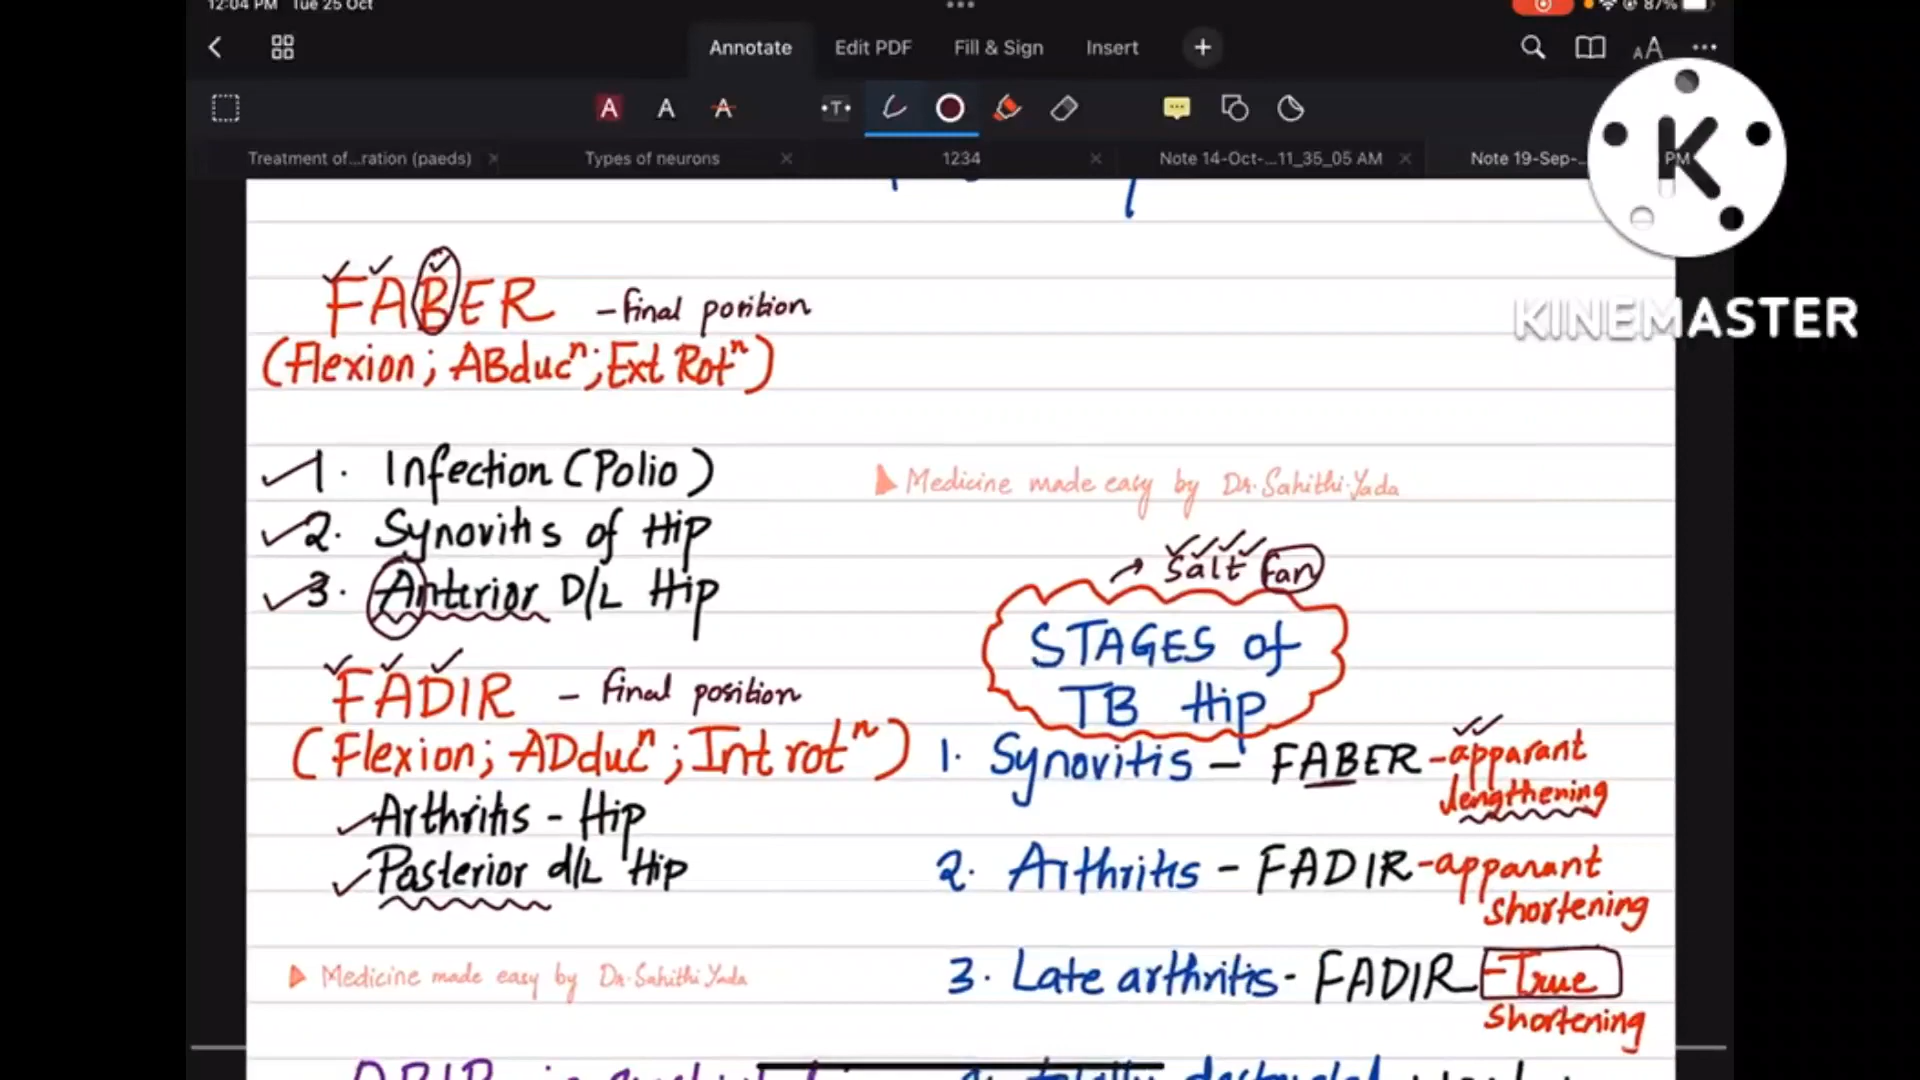 12:04 PM Tue 25 Oct
87%
Annotate Edit PDF Fill & Sign Insert
Treatment of...ration (paeds)
Types of neurons
1234
Note 14-Oct-...11_35_05 AM
Note 19-Sep-... PM
KINEMASTER
FABER - final position
(Flexion; ABducⁿ; Ext Rotⁿ)
1. Infection (Polio)
2. Synovitis of Hip
3. Anterior D/L Hip
Medicine made easy by Dr. Sahithi Yada
FADIR - final position
(Flexion; ADducⁿ; Int rotⁿ)
Arthritis - Hip
Posterior d/L Hip
Medicine made easy by Dr. Sahithi Yada
→ Salt Fan
STAGES of
TB Hip
1. Synovitis - FABER - apparant
lengthening
2. Arthritis - FADIR - apparant
shortening
3. Late arthritis - FADIR - True
shortening